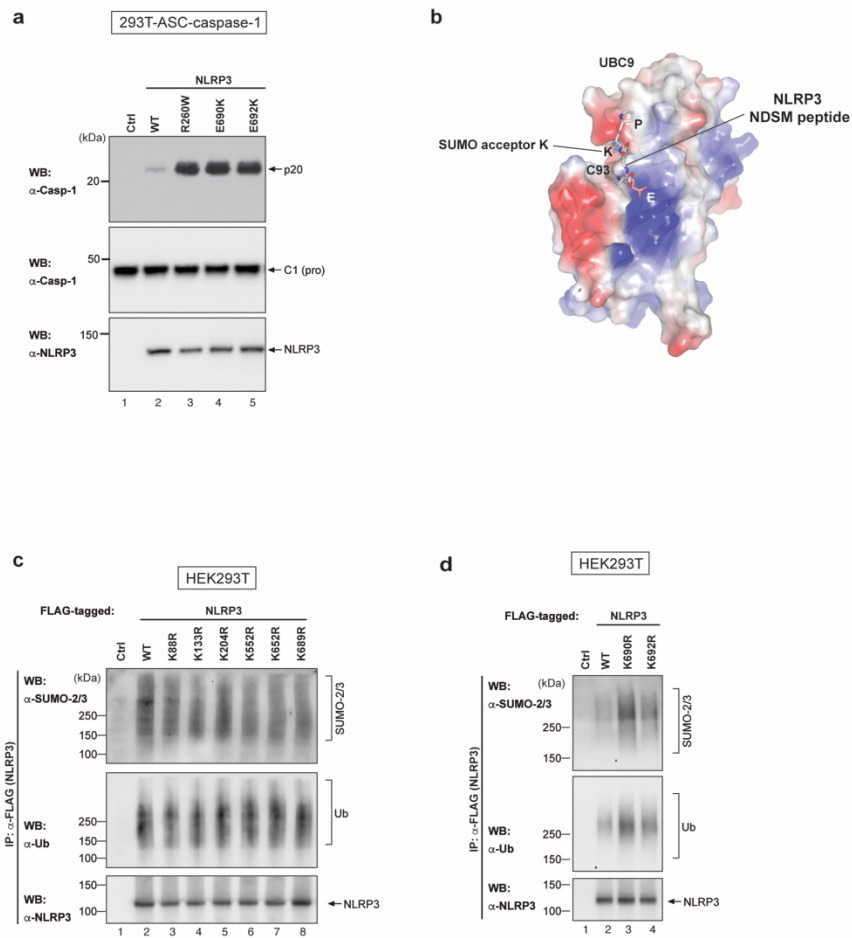 a
293T-ASC-caspase-1
NLRP3
Ctrl
WT
R260W
E690K
E692K
(kDa)
WB:
α-Casp-1
20
p20
WB:
α-Casp-1
50
C1 (pro)
WB:
α-NLRP3
150
NLRP3
1 2 3 4 5
b
UBC9
NLRP3
NDSM peptide
SUMO acceptor K
P
K
C93
E
c
HEK293T
FLAG-tagged:
NLRP3
Ctrl
WT
K88R
K133R
K204R
K552R
K652R
K689R
IP: α-FLAG (NLRP3)
WB:
α-SUMO-2/3
(kDa)
250
150
100
SUMO-2/3
WB:
α-Ub
250
150
100
Ub
WB:
α-NLRP3
150
100
NLRP3
1 2 3 4 5 6 7 8
d
HEK293T
FLAG-tagged:
NLRP3
Ctrl
WT
K690R
K692R
IP: α-FLAG (NLRP3)
WB:
α-SUMO-2/3
(kDa)
250
150
SUMO-2/3
WB:
α-Ub
250
150
Ub
WB:
α-NLRP3
150
100
NLRP3
1 2 3 4